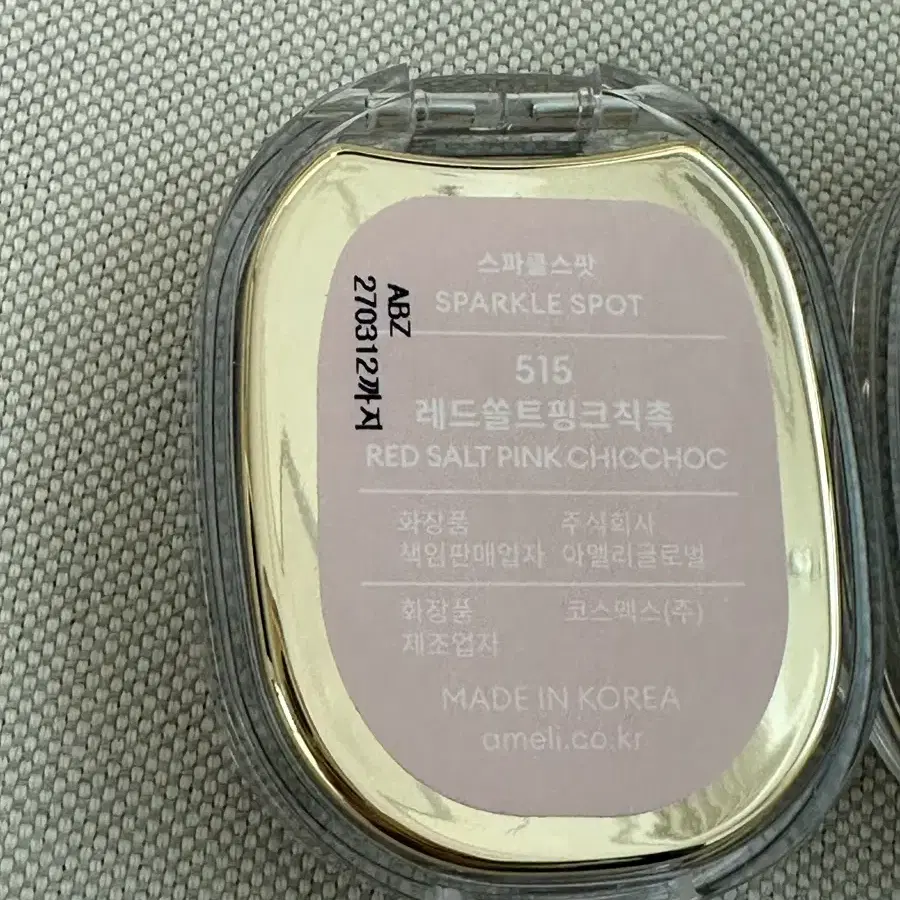 스파클스팟
SPARKLE SPOT
ABZ
270312까지
515
레드쏠트핑크칙촉
RED SALT PINK CHICCHOC
화장품 주식회사
책임판매업자 아멜리글로벌
화장품 코스맥스(주)
제조업자
MADE IN KOREA
ameli.co.kr